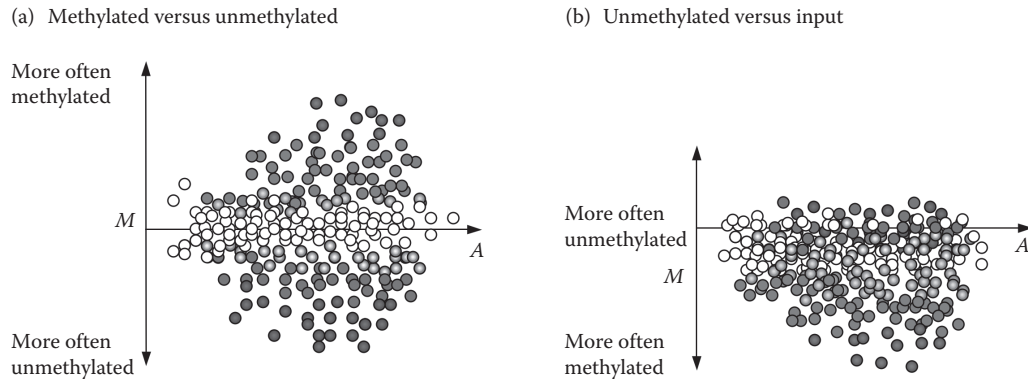 (a) Methylated versus unmethylated
More often
methylated
M
A
More often
unmethylated
(b) Unmethylated versus input
More often
unmethylated
M
A
More often
methylated